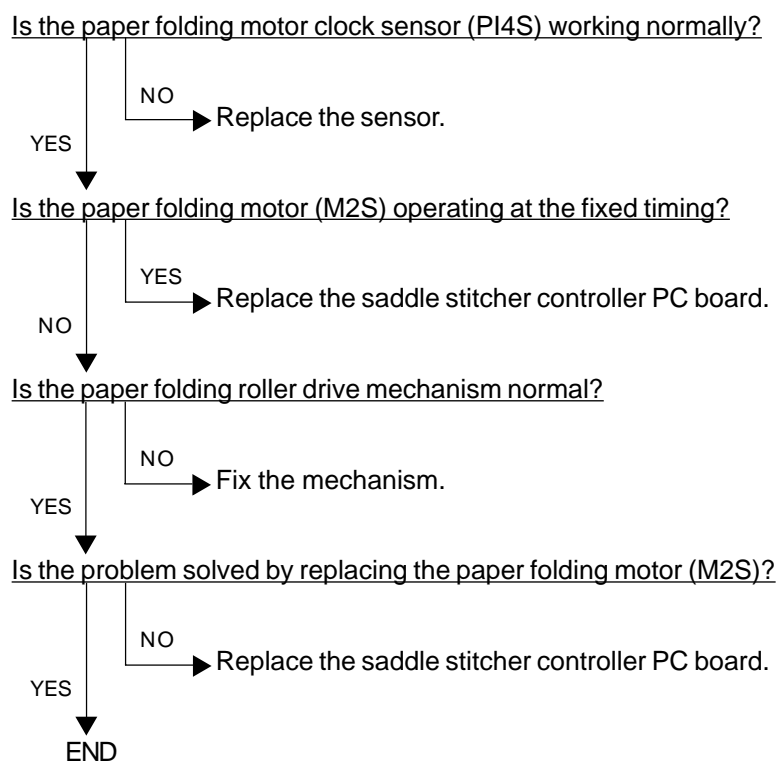 Is the paper folding motor clock sensor (PI4S) working normally?
NO
Replace the sensor.
YES
Is the paper folding motor (M2S) operating at the fixed timing?
YES
Replace the saddle stitcher controller PC board.
NO
Is the paper folding roller drive mechanism normal?
NO
Fix the mechanism.
YES
Is the problem solved by replacing the paper folding motor (M2S)?
NO
Replace the saddle stitcher controller PC board.
YES
END